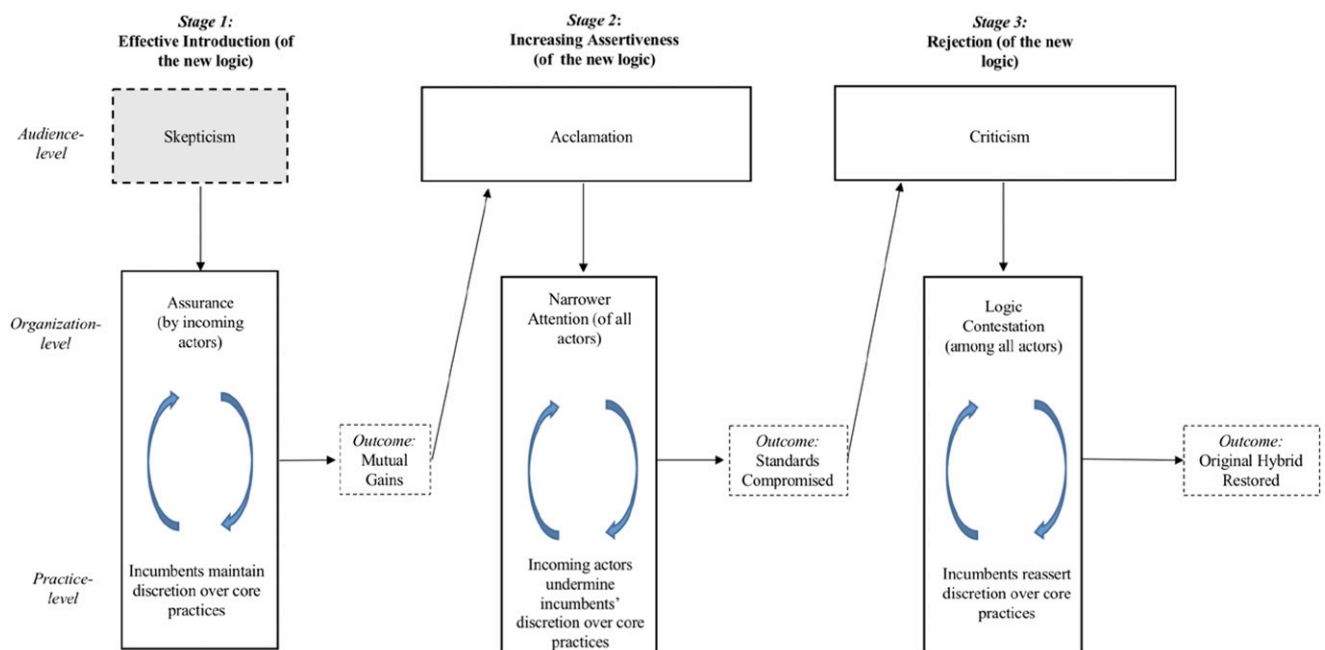 Stage 1:
Effective Introduction (of
the new logic)
Stage 2:
Increasing Assertiveness
(of the new logic)
Stage 3:
Rejection (of the new
logic)
Audience-
level
Skepticism
Acclamation
Criticism
Organization-
level
Assurance
(by incoming
actors)
Narrower
Attention (of all
actors)
Logic
Contestation
(among all actors)
Outcome:
Mutual
Gains
Outcome:
Standards
Compromised
Outcome:
Original Hybrid
Restored
Practice-
level
Incumbents maintain
discretion over core
practices
Incoming actors
undermine
incumbents’
discretion over core
practices
Incumbents reassert
discretion over core
practices